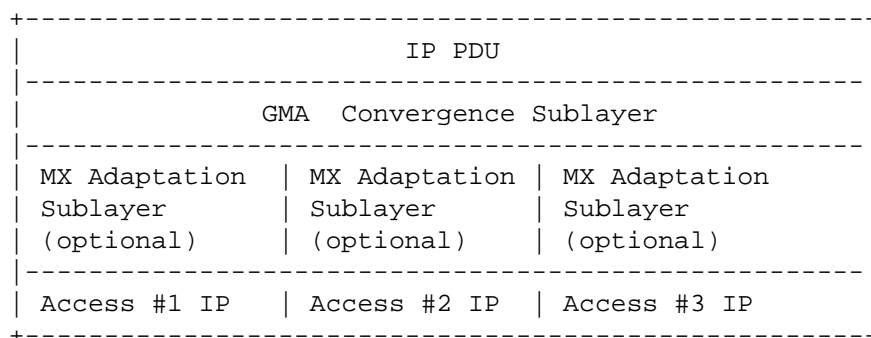 +-----------------------------------------------------
| IP PDU
|-----------------------------------------------------
| GMA  Convergence Sublayer
|-----------------------------------------------------
| MX Adaptation | MX Adaptation | MX Adaptation
| Sublayer | Sublayer | Sublayer
| (optional) | (optional) | (optional)
|-----------------------------------------------------
| Access #1 IP | Access #2 IP | Access #3 IP
+-----------------------------------------------------